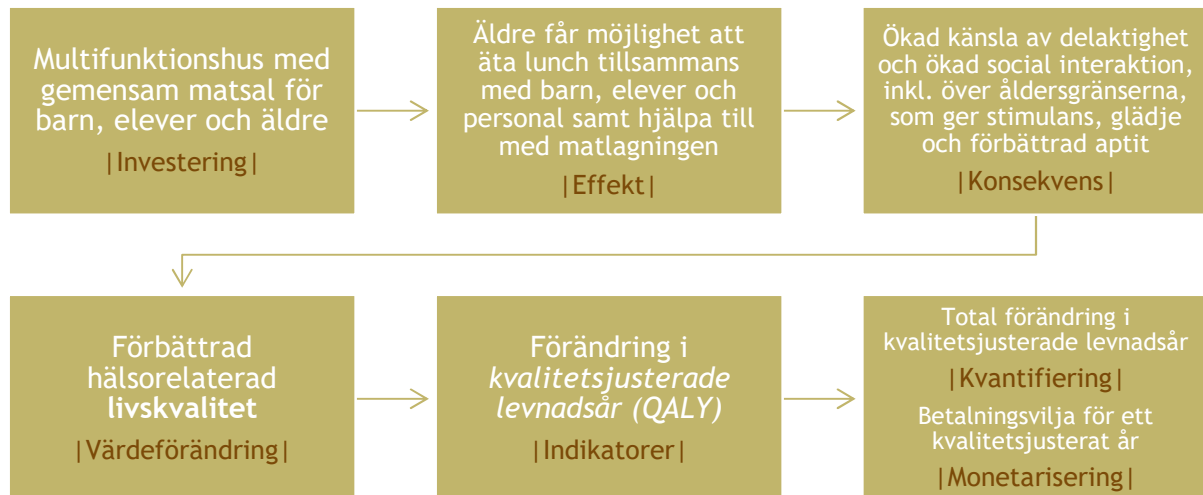 Multifunktionshus med
gemensam matsal för
barn, elever och äldre
|Investering|
Äldre får möjlighet att
äta lunch tillsammans
med barn, elever och
personal samt hjälpa till
med matlagningen
|Effekt|
Ökad känsla av delaktighet
och ökad social interaktion,
inkl. över åldersgränserna,
som ger stimulans, glädje
och förbättrad aptit
|Konsekvens|
Förbättrad
hälsorelaterad
livskvalitet
|Värdeförändring|
Förändring i
kvalitetsjusterade
levnadsår (QALY)
|Indikatorer|
Total förändring i
kvalitetsjusterade levnadsår
|Kvantifiering|
Betalningsvilja för ett
kvalitetsjusterat år
|Monetarisering|